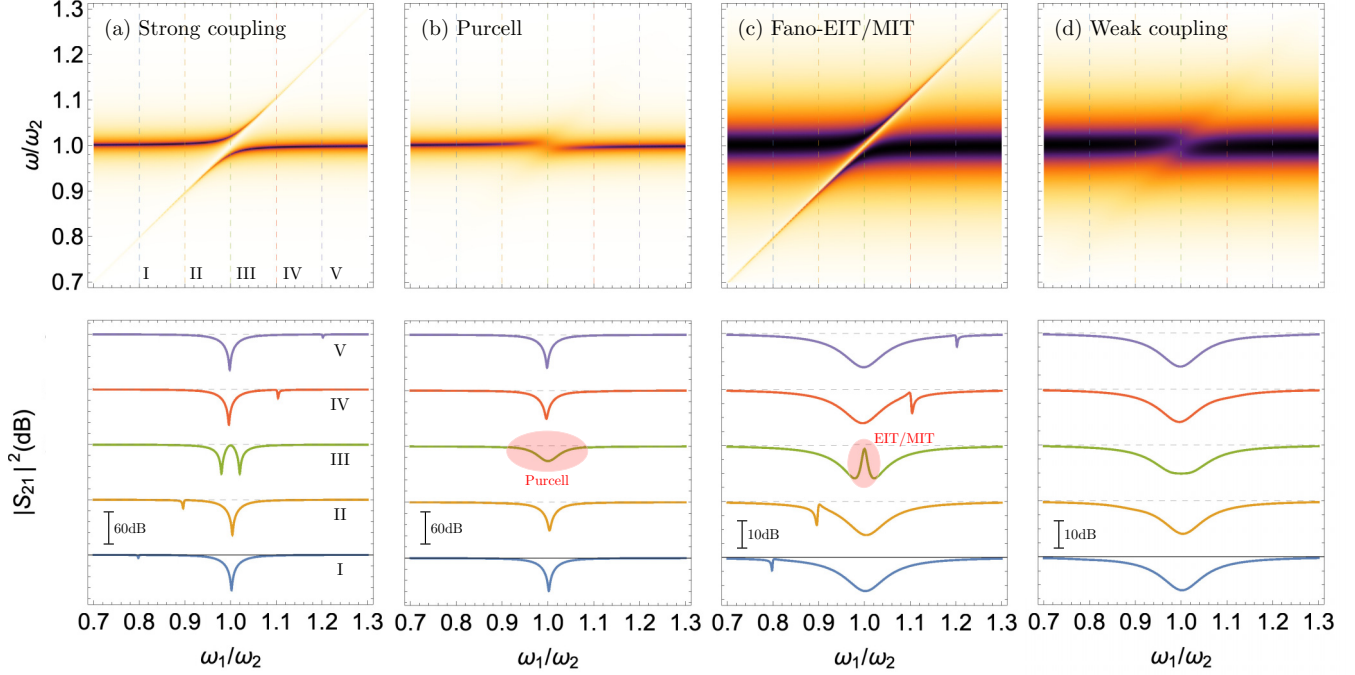 (a) Strong coupling
(b) Purcell
(c) Fano-EIT/MIT
(d) Weak coupling
ω/ω2
1.3
1.2
1.1
1.0
0.9
0.8
0.7
I
II
III
IV
V
|S21|²(dB)
V
IV
III
II
I
60dB
Purcell
60dB
EIT/MIT
10dB
10dB
0.7 0.8 0.9 1.0 1.1 1.2 1.3
0.7 0.8 0.9 1.0 1.1 1.2 1.3
0.7 0.8 0.9 1.0 1.1 1.2 1.3
0.7 0.8 0.9 1.0 1.1 1.2 1.3
ω1/ω2
ω1/ω2
ω1/ω2
ω1/ω2